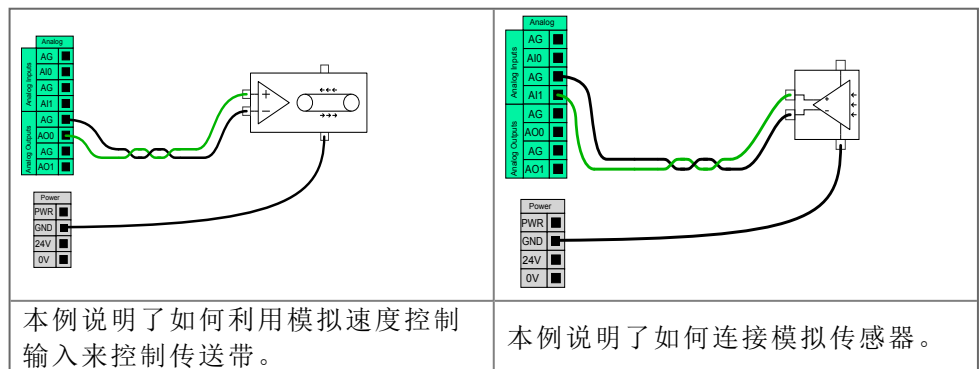 Analog
Analog Inputs
AG
AI0
AG
AI1
Analog Outputs
AG
AO0
AG
AO1
Power
PWR
GND
24V
0V
+
−
本例说明了如何利用模拟速度控制
输入来控制传送带。
Analog
Analog Inputs
AG
AI0
AG
AI1
Analog Outputs
AG
AO0
AG
AO1
Power
PWR
GND
24V
0V
+
本例说明了如何连接模拟传感器。